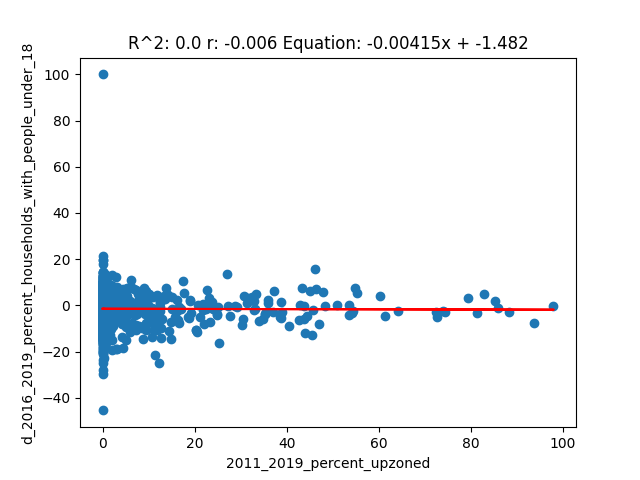 R^2: 0.0 r: -0.006 Equation: -0.00415x + -1.482
d_2016_2019_percent_households_with_people_under_18
100
80
60
40
20
0
−20
−40
0 20 40 60 80 100
2011_2019_percent_upzoned